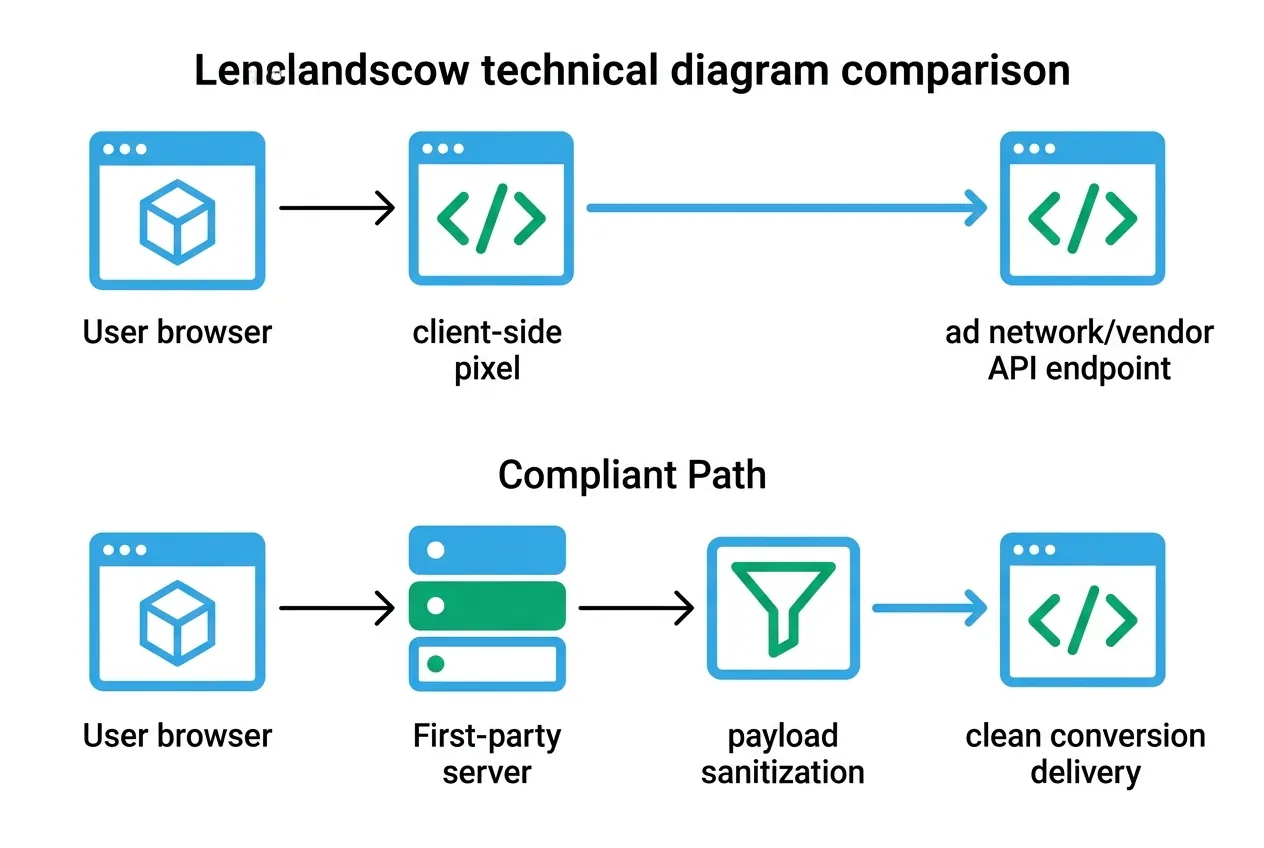 Lenclandscow technical diagram comparison
User browser
client-side
pixel
ad network/vendor
API endpoint
Compliant Path
User browser
First-party
server
payload
sanitization
clean conversion
delivery